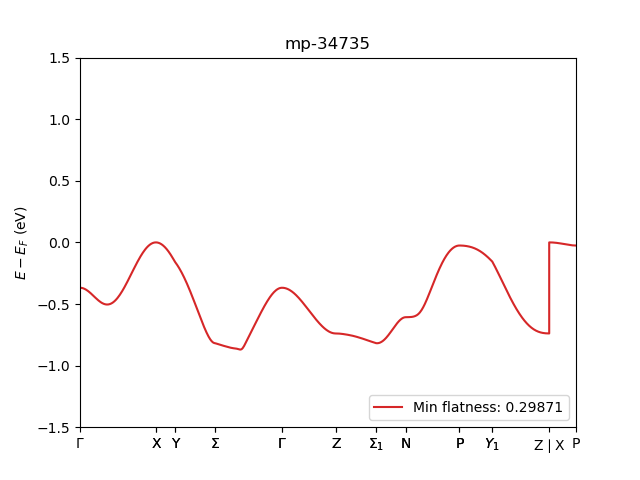 mp-34735
E − E_F (eV)
1.5
1.0
0.5
0.0
−0.5
−1.0
−1.5
Min flatness: 0.29871
Γ X Y Σ Γ Z Σ₁ N P Y₁ Z | X P